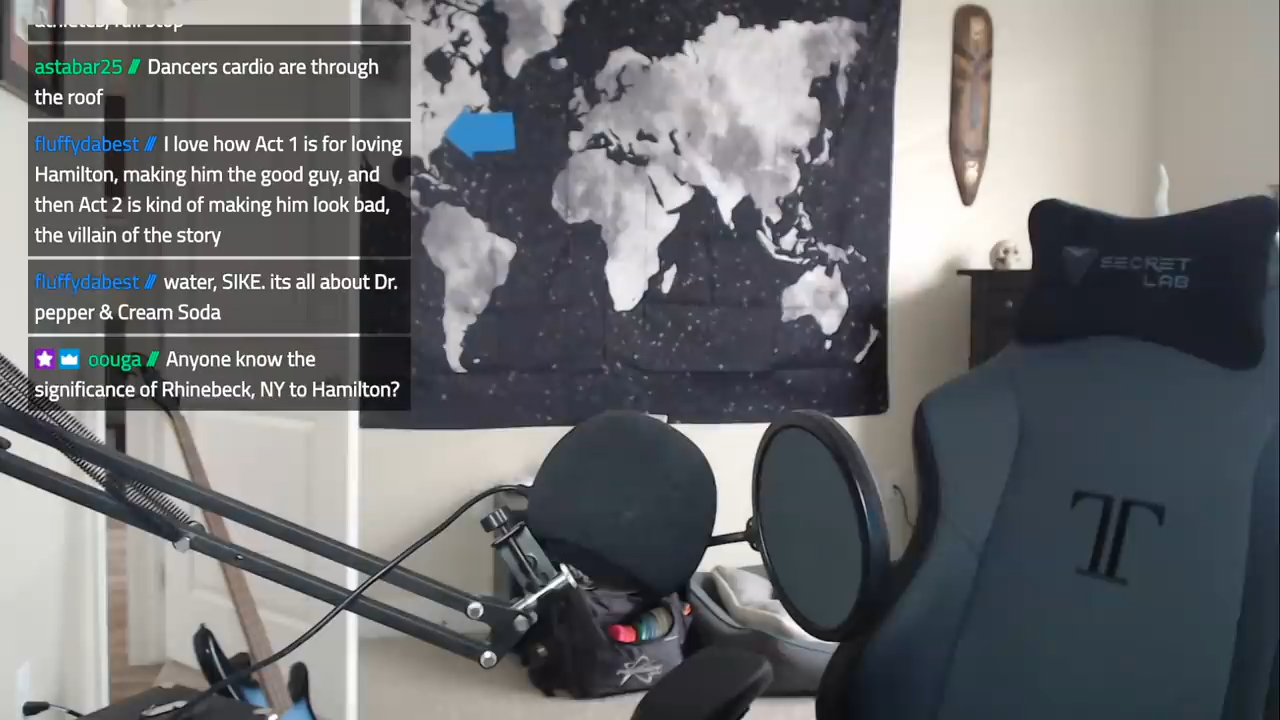 astabar25 // Dancers cardio are through
the roof
fluffydabest // I love how Act 1 is for loving
Hamilton, making him the good guy, and
then Act 2 is kind of making him look bad,
the villain of the story
fluffydabest // water, SIKE. its all about Dr.
pepper & Cream Soda
oouga // Anyone know the
significance of Rhinebeck, NY to Hamilton?
SECRET
LAB
T